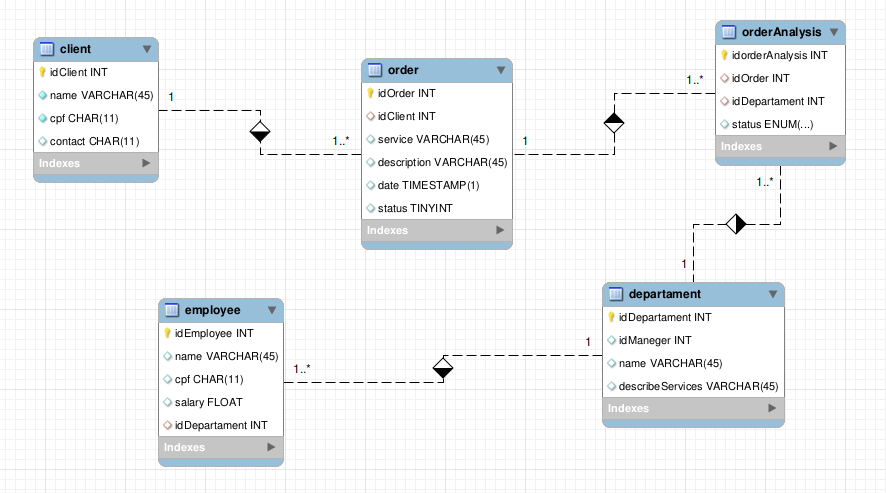 client
idClient INT
name VARCHAR(45)
cpf CHAR(11)
contact CHAR(11)
Indexes
1
1..*
order
idOrder INT
idClient INT
service VARCHAR(45)
description VARCHAR(45)
date TIMESTAMP(1)
status TINYINT
Indexes
1
1..*
orderAnalysis
idorderAnalysis INT
idOrder INT
idDepartament INT
status ENUM(...)
Indexes
1..*
1
employee
idEmployee INT
name VARCHAR(45)
cpf CHAR(11)
salary FLOAT
idDepartament INT
Indexes
1..*
1
departament
idDepartament INT
idManeger INT
name VARCHAR(45)
describeServices VARCHAR(45)
Indexes